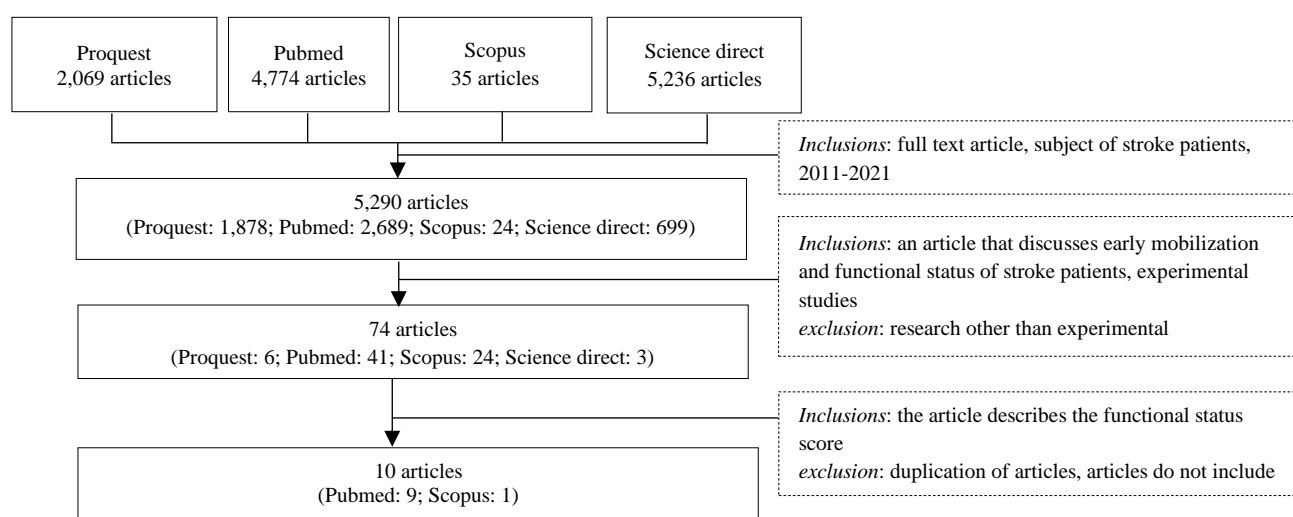 Proquest
2,069 articles
Pubmed
4,774 articles
Scopus
35 articles
Science direct
5,236 articles
Inclusions: full text article, subject of stroke patients,
2011-2021
5,290 articles
(Proquest: 1,878; Pubmed: 2,689; Scopus: 24; Science direct: 699)
Inclusions: an article that discusses early mobilization
and functional status of stroke patients, experimental
studies
exclusion: research other than experimental
74 articles
(Proquest: 6; Pubmed: 41; Scopus: 24; Science direct: 3)
Inclusions: the article describes the functional status
score
exclusion: duplication of articles, articles do not include
10 articles
(Pubmed: 9; Scopus: 1)